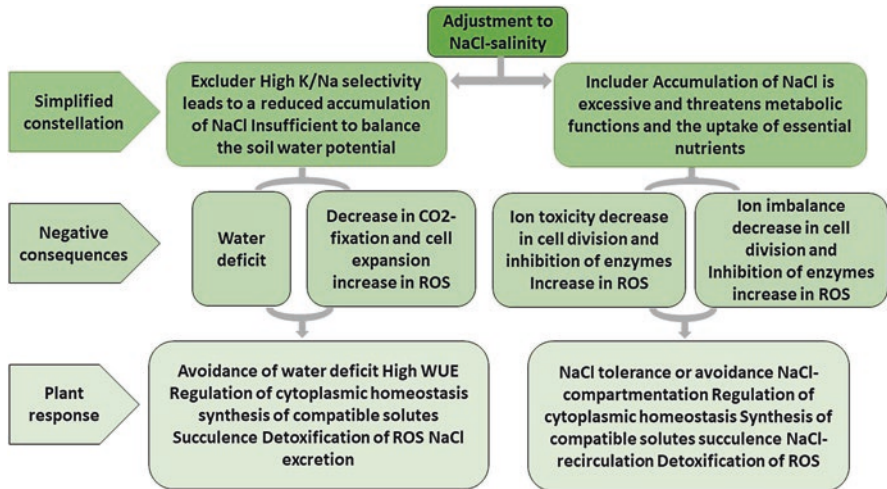 Adjustment to
NaCl-salinity
Simplified
constellation
Excluder High K/Na selectivity
leads to a reduced accumulation
of NaCl Insufficient to balance
the soil water potential
Includer Accumulation of NaCl is
excessive and threatens metabolic
functions and the uptake of essential
nutrients
Negative
consequences
Water
deficit
Decrease in CO2-
fixation and cell
expansion
increase in ROS
Ion toxicity decrease
in cell division and
inhibition of enzymes
Increase in ROS
Ion imbalance
decrease in cell
division and
Inhibition of enzymes
increase in ROS
Plant
response
Avoidance of water deficit High WUE
Regulation of cytoplasmic homeostasis
synthesis of compatible solutes
Succulence Detoxification of ROS NaCl
excretion
NaCl tolerance or avoidance NaCl-
compartmentation Regulation of
cytoplasmic homeostasis Synthesis of
compatible solutes succulence NaCl-
recirculation Detoxification of ROS